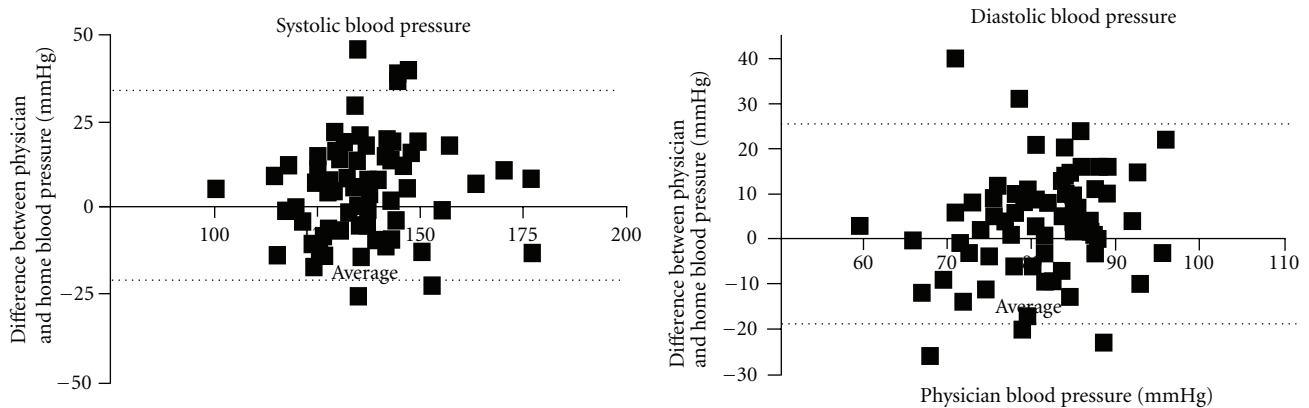 Systolic blood pressure
Difference between physician
and home blood pressure (mmHg)
50
25
0
−25
−50
100
150
175
200
Average
Diastolic blood pressure
Difference between physician
and home blood pressure (mmHg)
40
30
20
10
0
−10
−20
−30
60
70
90
100
110
Average
Physician blood pressure (mmHg)